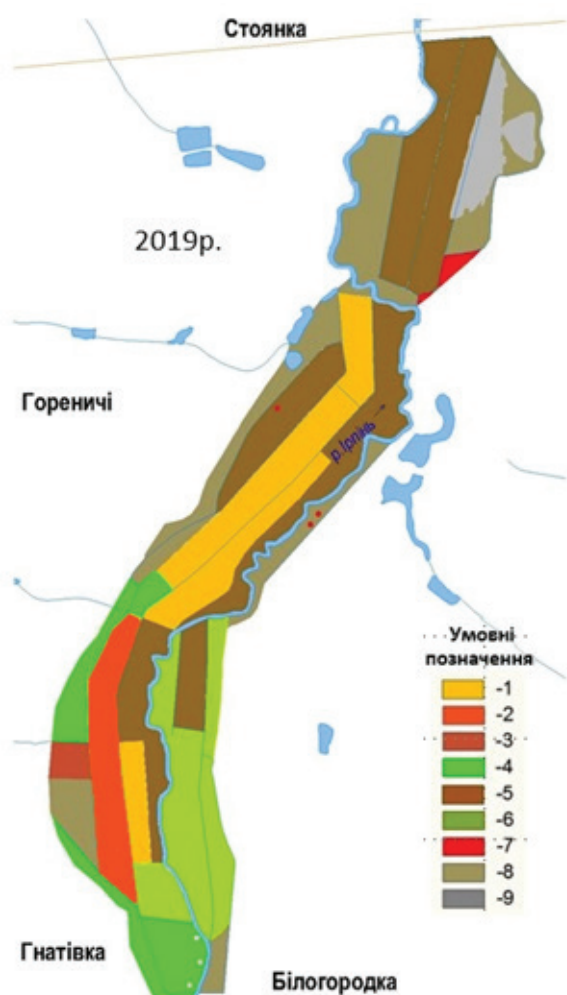 Стоянка
2019р.
Гореничі
р.Ірпінь
Умовні
позначення
-1
-2
-3
-4
-5
-6
-7
-8
-9
Гнатівка
Білогородка